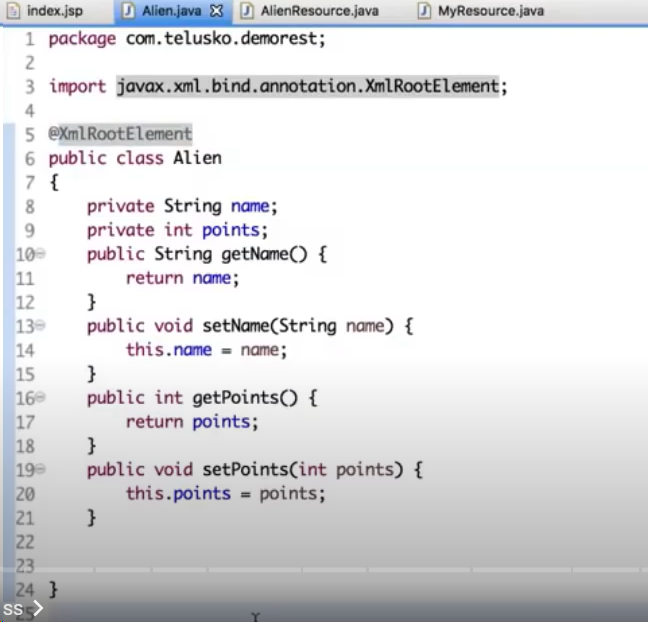 index.jsp Alien.java AlienResource.java MyResource.java
1 package com.telusko.demorest;
2
3 import javax.xml.bind.annotation.XmlRootElement;
4
5 @XmlRootElement
6 public class Alien
7 {
8 private String name;
9 private int points;
10 public String getName() {
11 return name;
12 }
13 public void setName(String name) {
14 this.name = name;
15 }
16 public int getPoints() {
17 return points;
18 }
19 public void setPoints(int points) {
20 this.points = points;
21 }
22
23
24 }
ss
25